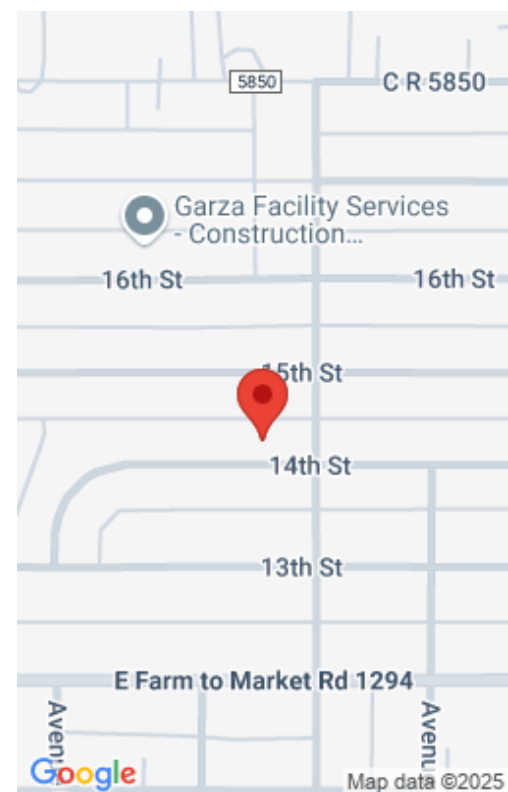 5850
C R 5850
Garza Facility Services
- Construction...
16th St
16th St
15th St
14th St
13th St
E Farm to Market Rd 1294
Google
Map data ©2025